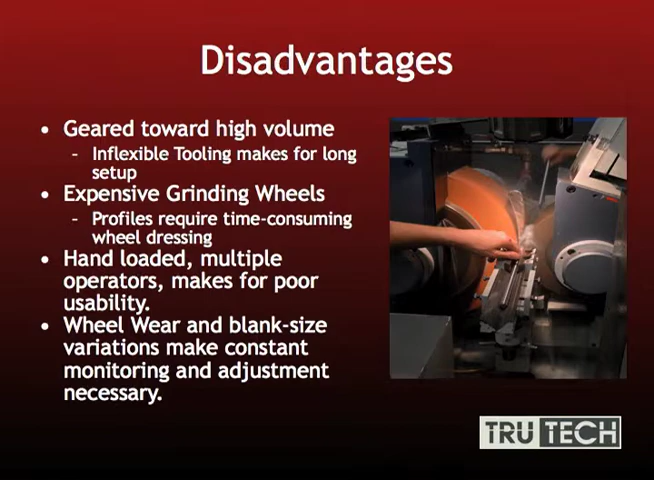 Disadvantages
• Geared toward high volume
- Inflexible Tooling makes for long
setup
• Expensive Grinding Wheels
- Profiles require time-consuming
wheel dressing
• Hand loaded, multiple
operators, makes for poor
usability.
• Wheel Wear and blank-size
variations make constant
monitoring and adjustment
necessary.
TRU TECH